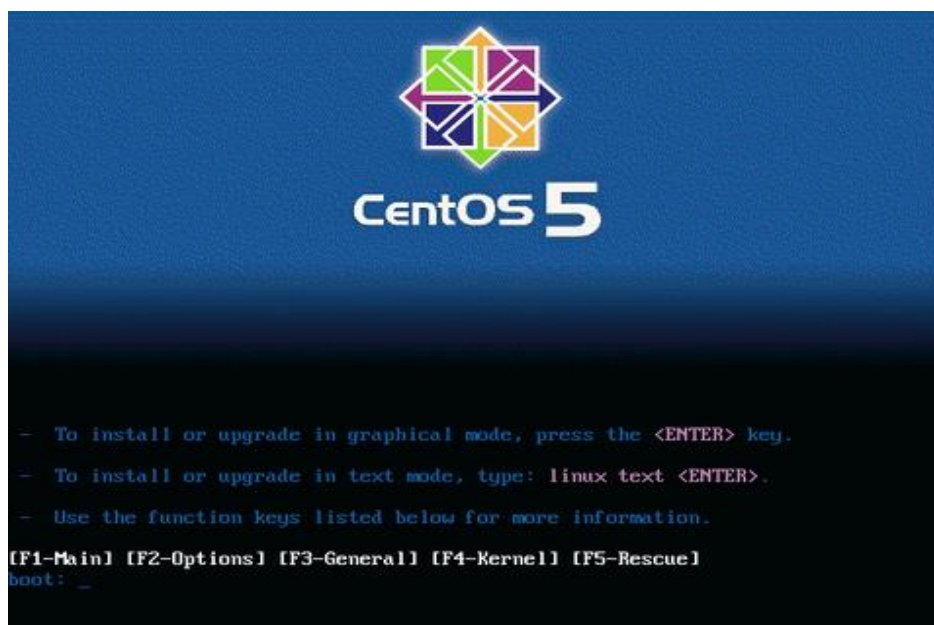 CentOS 5
- To install or upgrade in graphical mode, press the <ENTER> key.
- To install or upgrade in text mode, type: linux text <ENTER>.
- Use the function keys listed below for more information.
[F1-Main] [F2-Options] [F3-General] [F4-Kernel] [F5-Rescue]
boot: _